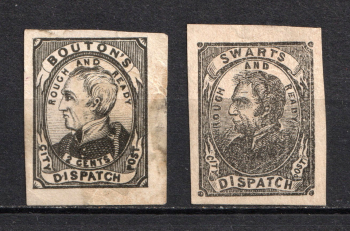 BOUTON'S
ROUGH AND READY
CITY POST
2 CENTS
DISPATCH
SWARTS
ROUGH AND READY
CITY POST
DISPATCH